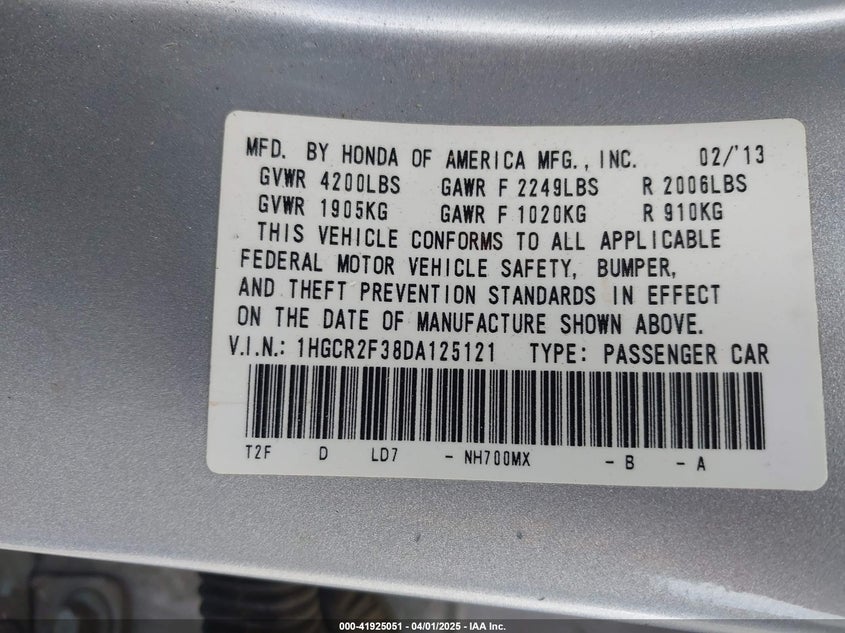 MFD. BY HONDA OF AMERICA MFG., INC. 02/'13
GVWR 4200LBS GAWR F 2249LBS R 2006LBS
GVWR 1905KG GAWR F 1020KG R 910KG
THIS VEHICLE CONFORMS TO ALL APPLICABLE
FEDERAL MOTOR VEHICLE SAFETY, BUMPER,
AND THEFT PREVENTION STANDARDS IN EFFECT
ON THE DATE OF MANUFACTURE SHOWN ABOVE.
V.I.N.: 1HGCR2F38DA125121 TYPE: PASSENGER CAR
T2F D LD7 - NH700MX - B - A
000-41925051 - 04/01/2025 - IAA Inc.